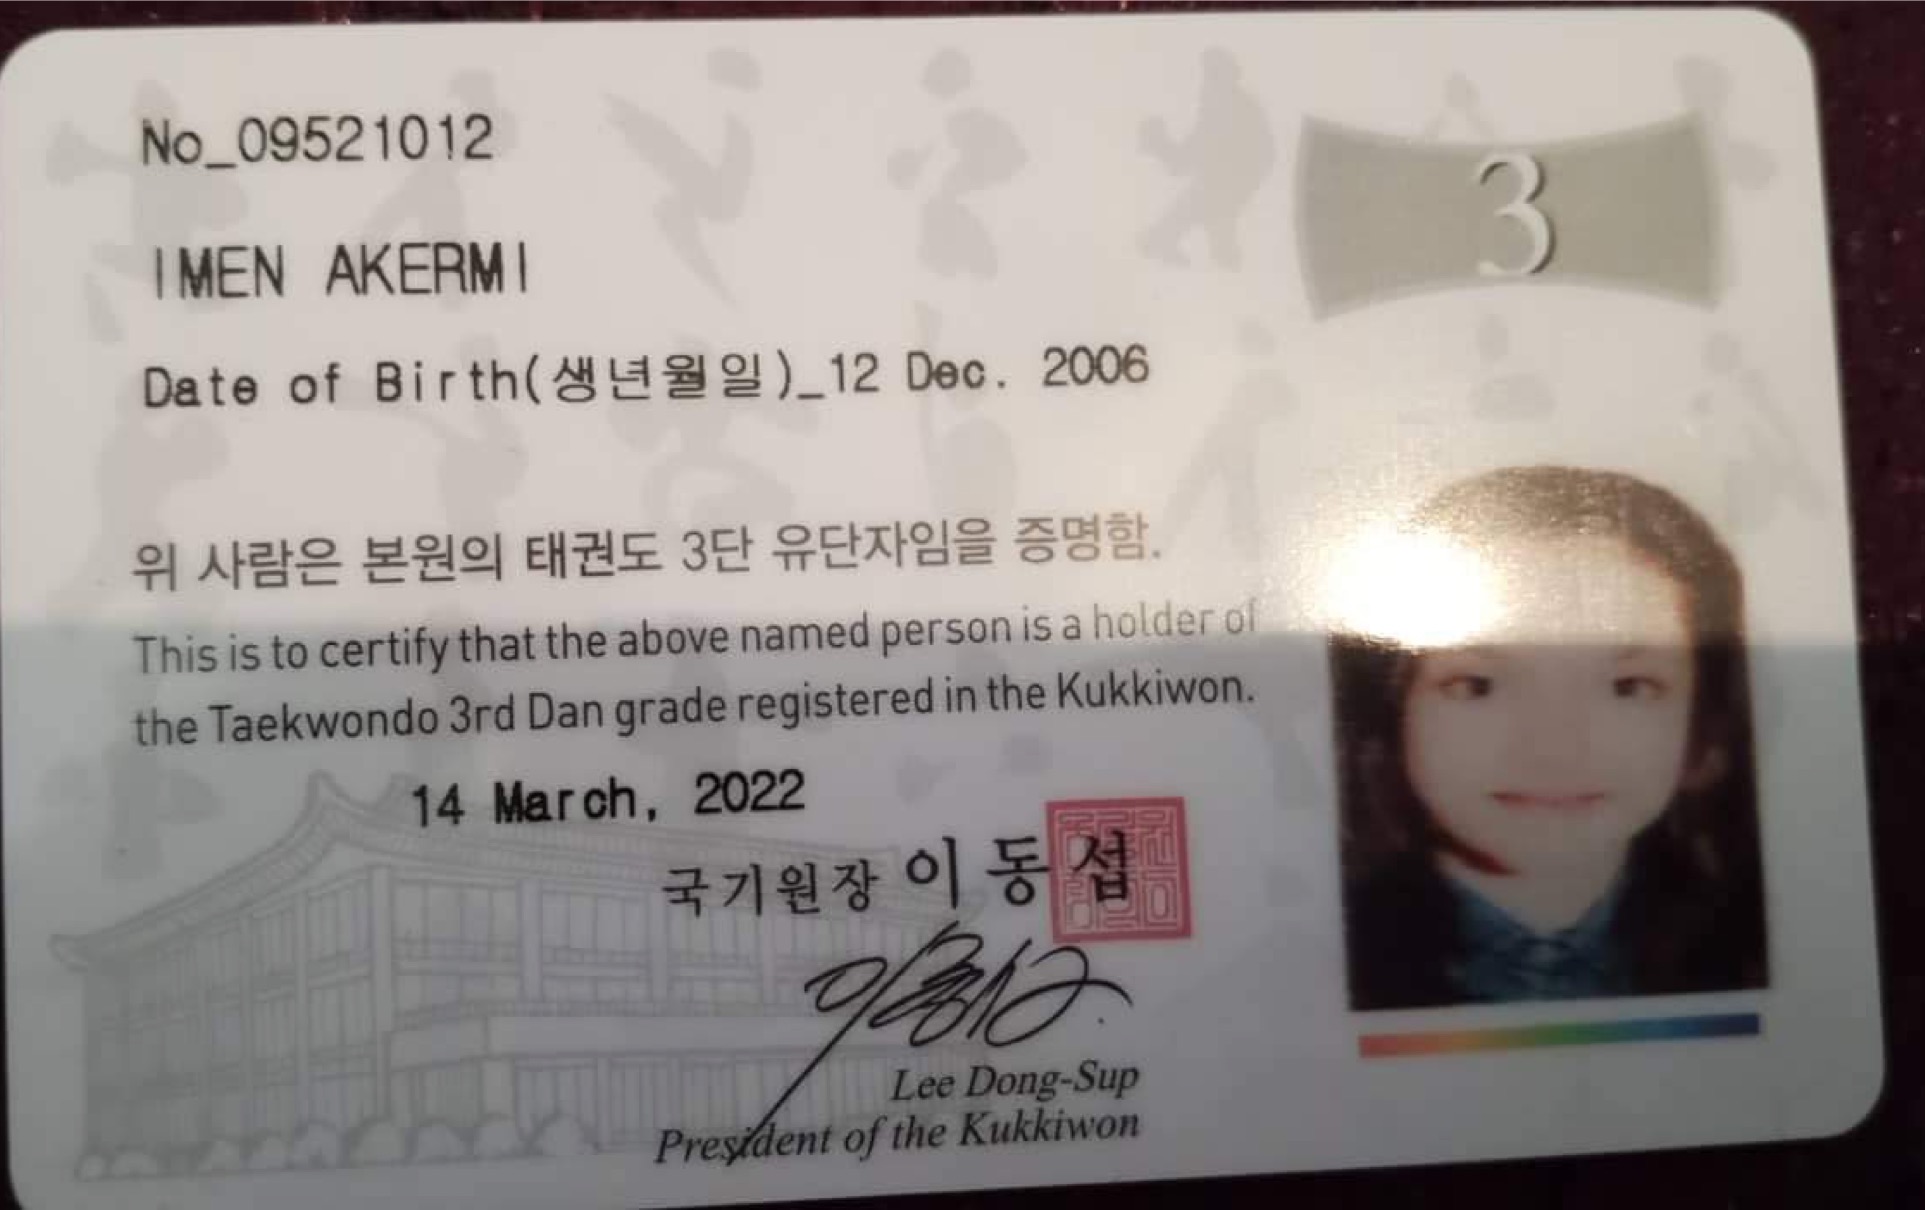 No_09521012
3
IMEN AKERMI
Date of Birth(생년월일)_12 Dec. 2006
위 사람은 본원의 태권도 3단 유단자임을 증명함.
This is to certify that the above named person is a holder of
the Taekwondo 3rd Dan grade registered in the Kukkiwon.
14 March, 2022
국기원장 이동섭
Lee Dong-Sup
President of the Kukkiwon